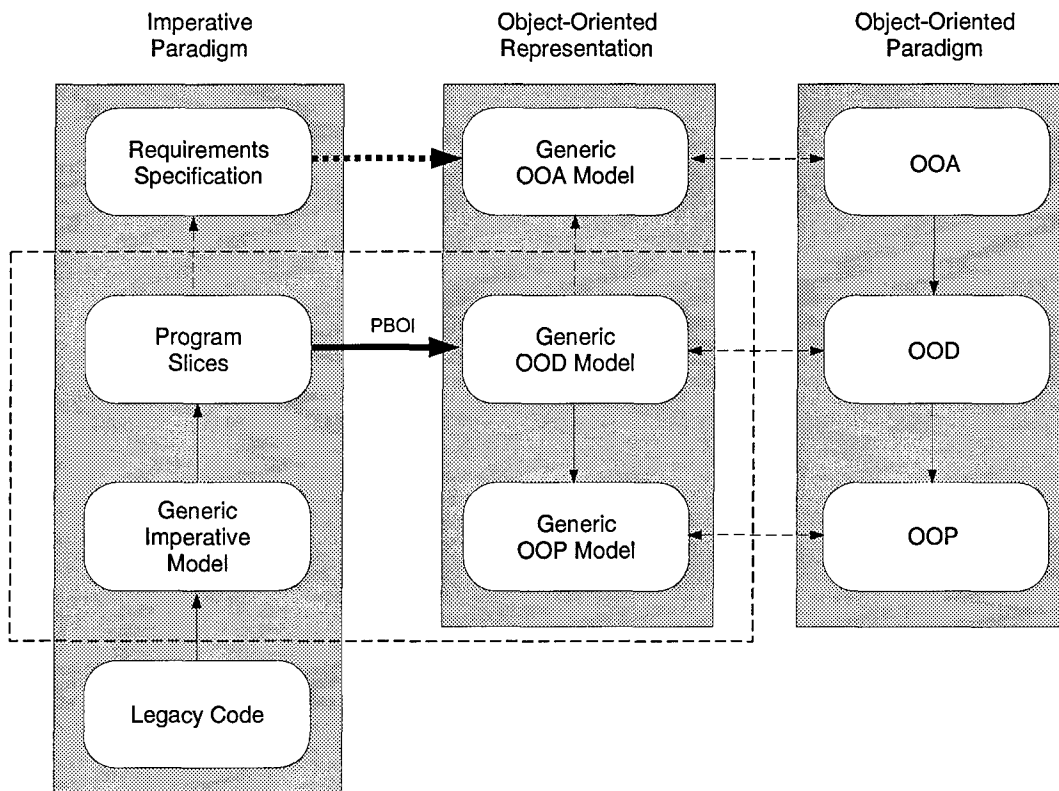 Imperative
Paradigm
Object-Oriented
Representation
Object-Oriented
Paradigm
Requirements
Specification
Generic
OOA Model
OOA
Program
Slices
PBOI
Generic
OOD Model
OOD
Generic
Imperative
Model
Generic
OOP Model
OOP
Legacy Code